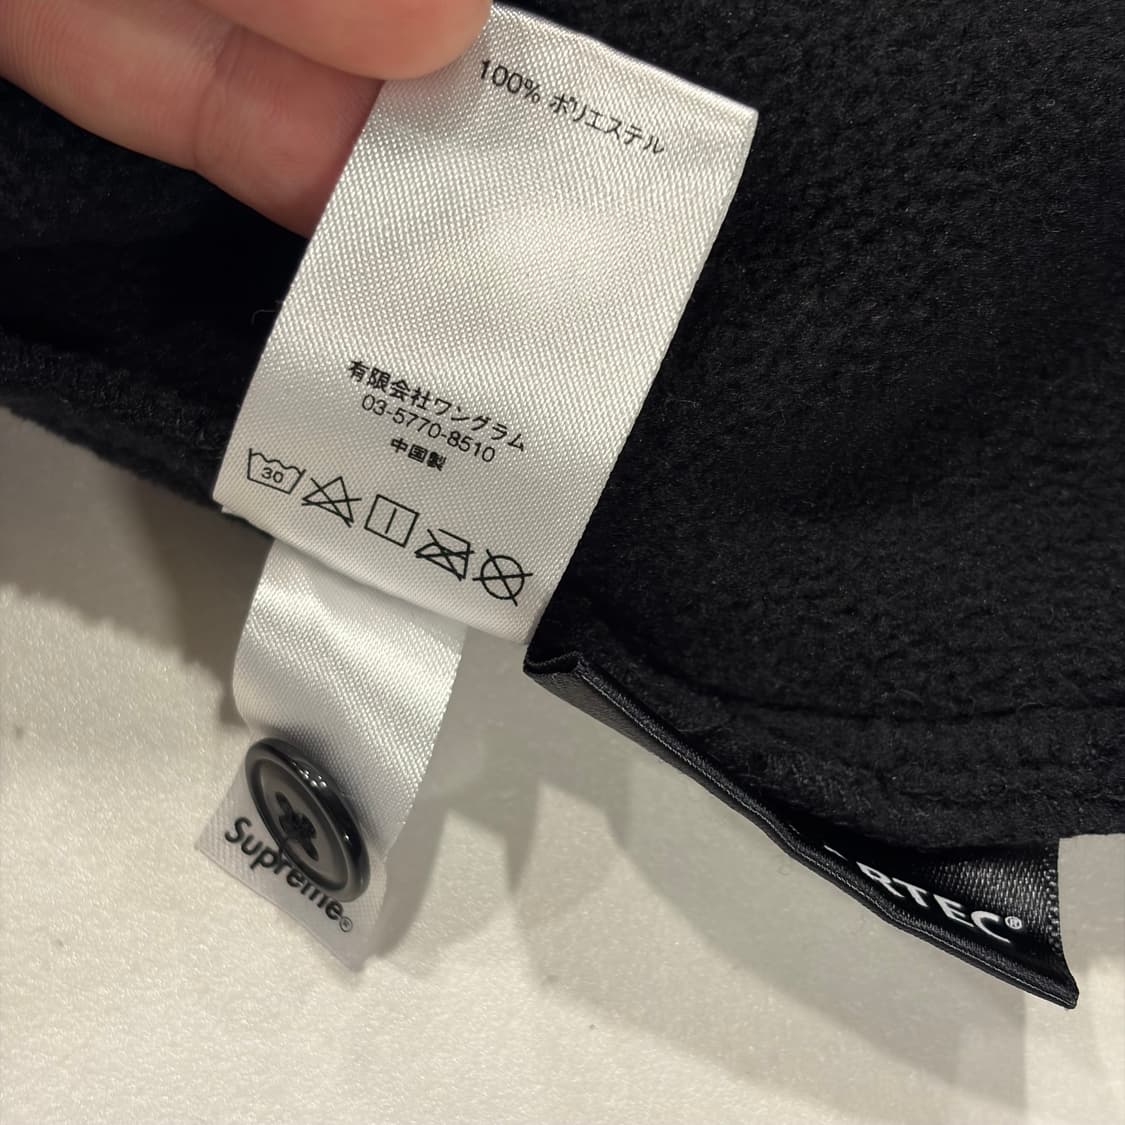 100% ポリエステル
有限会社ワングラム
03-5770-8510
中国製
30
Supreme®
RTEC®